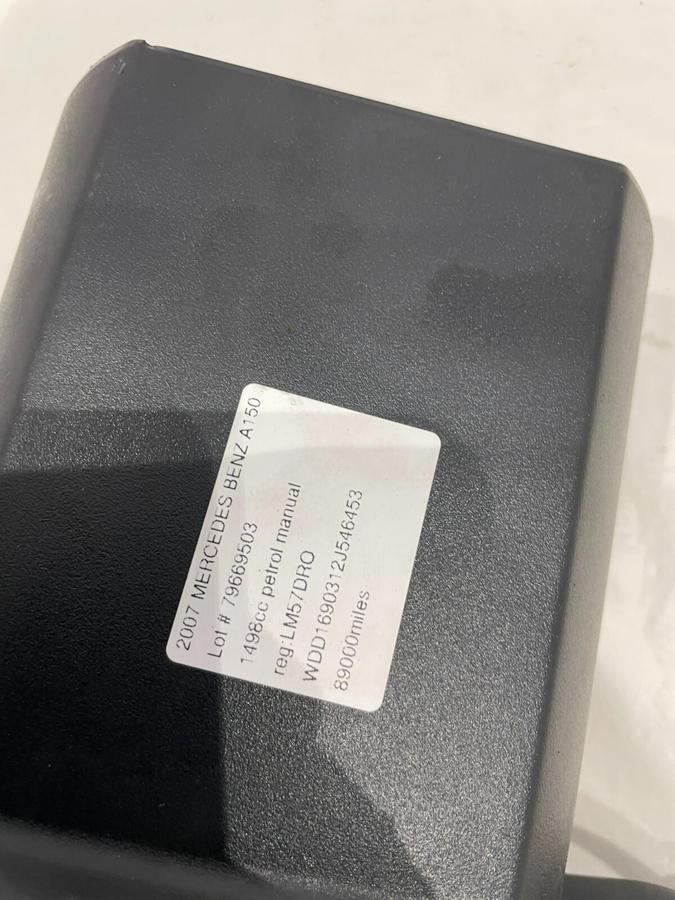 2007 MERCEDES BENZ A150
Lot # 79669503
1498cc petrol manual
reg:LM57DRO
WDD1690312J546453
89000miles